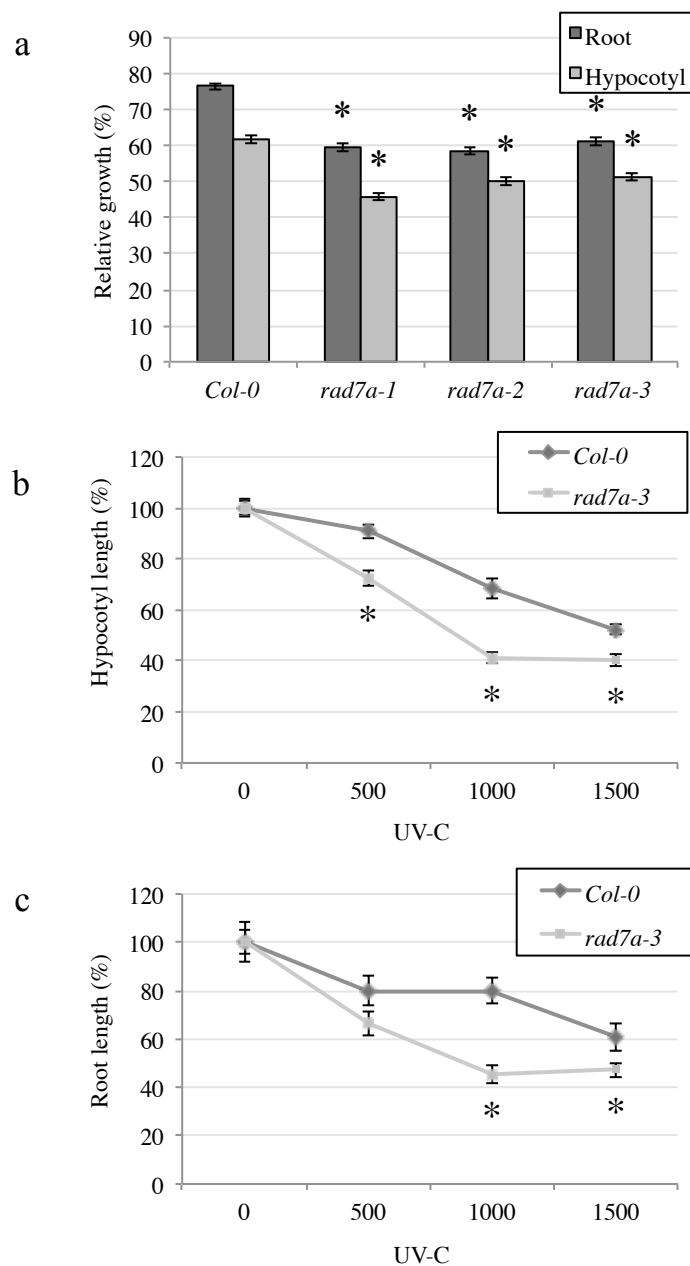 a
Root
Hypocotyl
Relative growth (%)
90
80
70
60
50
40
30
20
10
0
* * * * * *
Col-0 rad7a-1 rad7a-2 rad7a-3
b
Col-0
rad7a-3
Hypocotyl length (%)
120
100
80
60
40
20
0
* * *
0 500 1000 1500
UV-C
c
Col-0
rad7a-3
Root length (%)
120
100
80
60
40
20
0
* *
0 500 1000 1500
UV-C